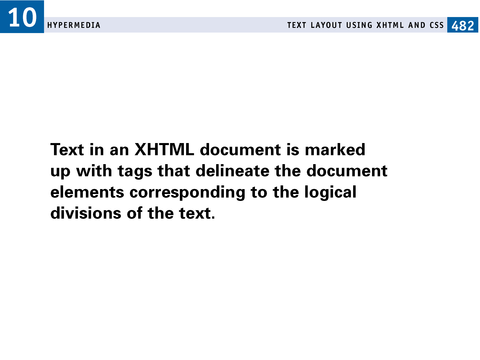 10 HYPERMEDIA TEXT LAYOUT USING XHTML AND CSS 482
Text in an XHTML document is marked
up with tags that delineate the document
elements corresponding to the logical
divisions of the text.